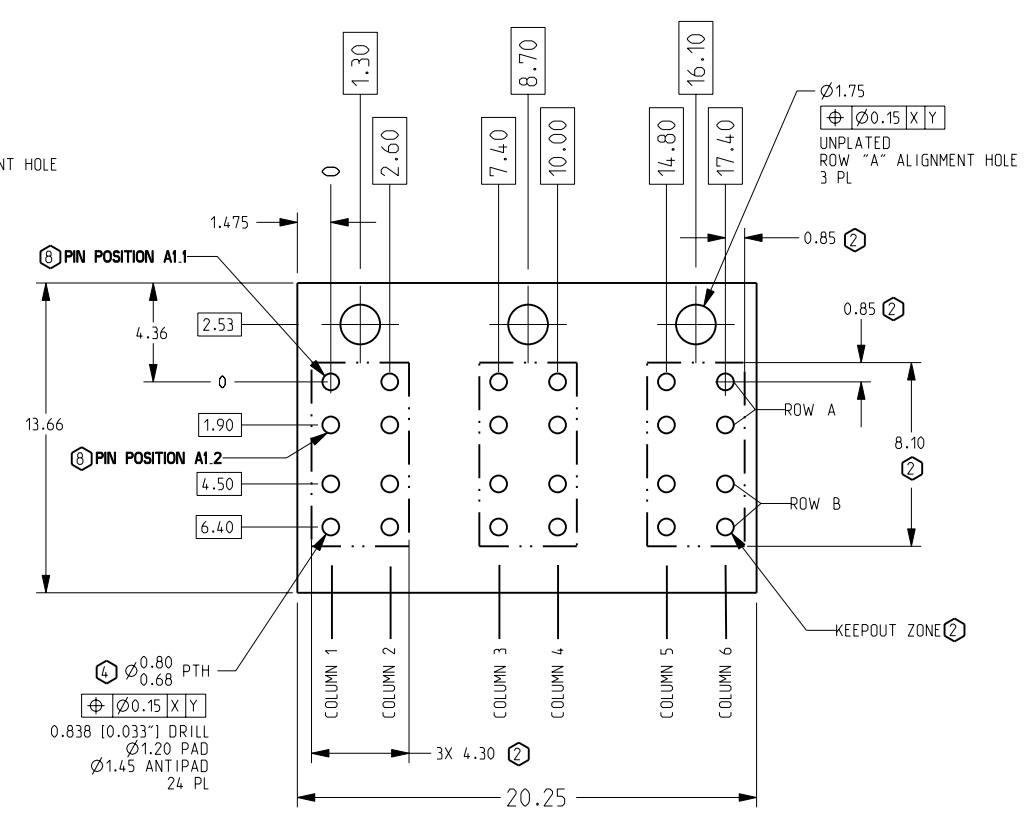 1.30
8.70
16.10
Ø1.75
⌖ Ø0.15 X Y
UNPLATED
ROW "A" ALIGNMENT HOLE
3 PL
NT HOLE
0
2.60
7.40
10.00
14.80
17.40
1.475
0.85 2
8 PIN POSITION A1.1
4.36
2.53
0.85 2
0
ROW A
13.66
1.90
8.10
2
8 PIN POSITION A1.2
4.50
ROW B
6.40
KEEPOUT ZONE 2
COLUMN 1
COLUMN 2
COLUMN 3
COLUMN 4
COLUMN 5
COLUMN 6
4 Ø0.80 PTH
0.68
⌖ Ø0.15 X Y
0.838 [0.033"] DRILL
Ø1.20 PAD
Ø1.45 ANTIPAD
24 PL
3X 4.30 2
20.25